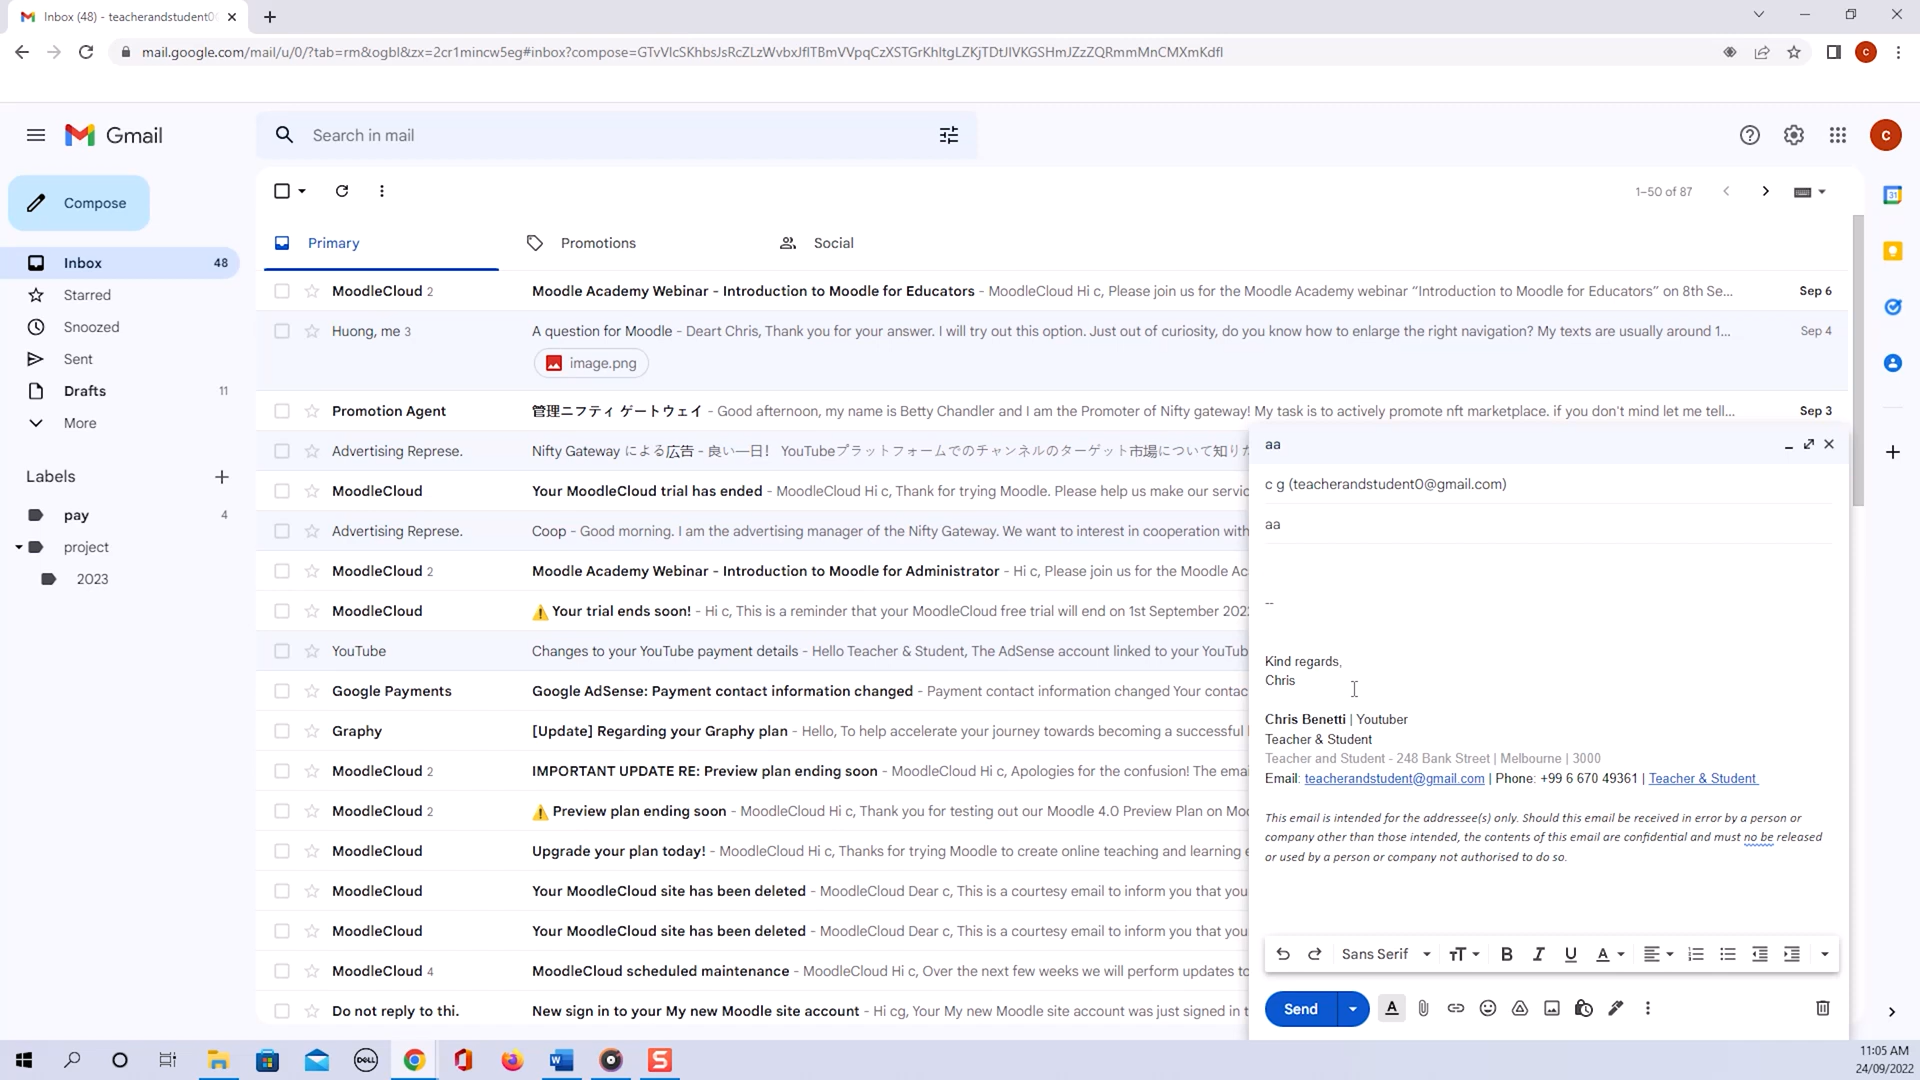 Inbox (48) - teacherandstudent0
mail.google.com/mail/u/0/?tab=rm&ogbl&zx=2cr1mincw5eg#inbox?compose=
Gmail
Search in mail
C
C
Compose
1–50 of 87
Primary
Promotions
Social
Inbox 48
Starred
Snoozed
Sent
Drafts 11
More
Labels
pay 4
project
2023
MoodleCloud 2 Moodle Academy Webinar - Introduction to Moodle for Educators - MoodleCloud Hi c, Please join us for the Moodle Academy webinar “Introduction to Moodle for Educators” on 8th Se... Sep 6
Huong, me 3 A question for Moodle - Deart Chris, Thank you for your answer. I will try out this option. Just out of curiosity, do you know how to enlarge the right navigation? My texts are usually around 1... Sep 4
image.png
Promotion Agent 管理ニフティ ゲートウェイ - Good afternoon, my name is Betty Chandler and I am the Promoter of Nifty gateway! My task is to actively promote nft marketplace. if you don't mind let me tell... Sep 3
Advertising Represe. Nifty Gateway による広告 - 良い一日! YouTubeプラットフォームでのチャンネルのターゲット市場について知り
MoodleCloud Your MoodleCloud trial has ended - MoodleCloud Hi c, Thank for trying Moodle. Please help us make our servic
Advertising Represe. Coop - Good morning. I am the advertising manager of the Nifty Gateway. We want to interest in cooperation with
MoodleCloud 2 Moodle Academy Webinar - Introduction to Moodle for Administrator - Hi c, Please join us for the Moodle Ac
MoodleCloud ⚠️ Your trial ends soon! - Hi c, This is a reminder that your MoodleCloud free trial will end on 1st September 202
YouTube Changes to your YouTube payment details - Hello Teacher & Student, The AdSense account linked to your YouTub
Google Payments Google AdSense: Payment contact information changed - Payment contact information changed Your contac
Graphy [Update] Regarding your Graphy plan - Hello, To help accelerate your journey towards becoming a successful
MoodleCloud 2 IMPORTANT UPDATE RE: Preview plan ending soon - MoodleCloud Hi c, Apologies for the confusion! The emai
MoodleCloud 2 ⚠️ Preview plan ending soon - MoodleCloud Hi c, Thank you for testing out our Moodle 4.0 Preview Plan on Mo
MoodleCloud Upgrade your plan today! - MoodleCloud Hi c, Thanks for trying Moodle to create online teaching and learning e
MoodleCloud Your MoodleCloud site has been deleted - MoodleCloud Dear c, This is a courtesy email to inform you that you
MoodleCloud Your MoodleCloud site has been deleted - MoodleCloud Dear c, This is a courtesy email to inform you that you
MoodleCloud 4 MoodleCloud scheduled maintenance - MoodleCloud Hi c, Over the next few weeks we will perform updates to
Do not reply to thi. New sign in to your My new Moodle site account - Hi cg, Your My new Moodle site account was just signed in t
aa
c g (teacherandstudent0@gmail.com)
aa
--
Kind regards,
Chris
Chris Benetti | Youtuber
Teacher & Student
Teacher and Student - 248 Bank Street | Melbourne | 3000
Email: teacherandstudent@gmail.com | Phone: +99 6 670 49361 | Teacher & Student
This email is intended for the addressee(s) only. Should this email be received in error by a person or
company other than those intended, the contents of this email are confidential and must no be released
or used by a person or company not authorised to do so.
Sans Serif
Send
31
DELL
11:05 AM
24/09/2022